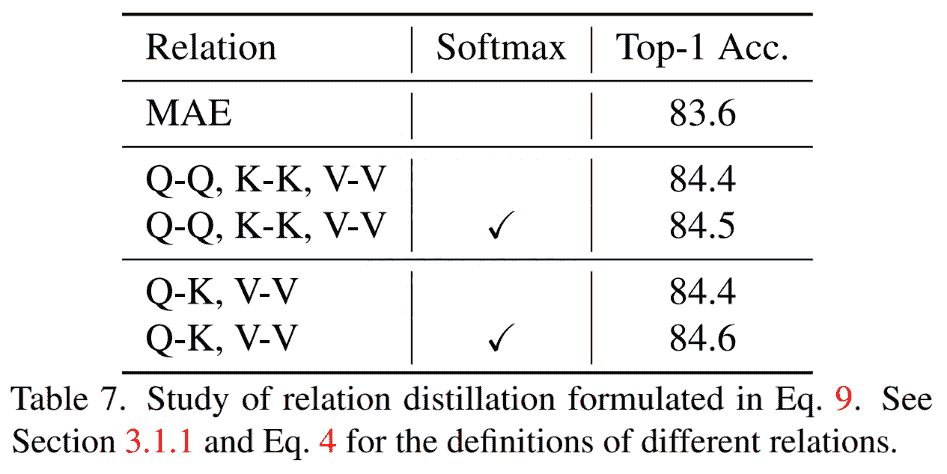 Relation Softmax Top-1 Acc.
MAE 83.6
Q-Q, K-K, V-V 84.4
Q-Q, K-K, V-V ✓ 84.5
Q-K, V-V 84.4
Q-K, V-V ✓ 84.6
Table 7. Study of relation distillation formulated in Eq. 9. See
Section 3.1.1 and Eq. 4 for the definitions of different relations.